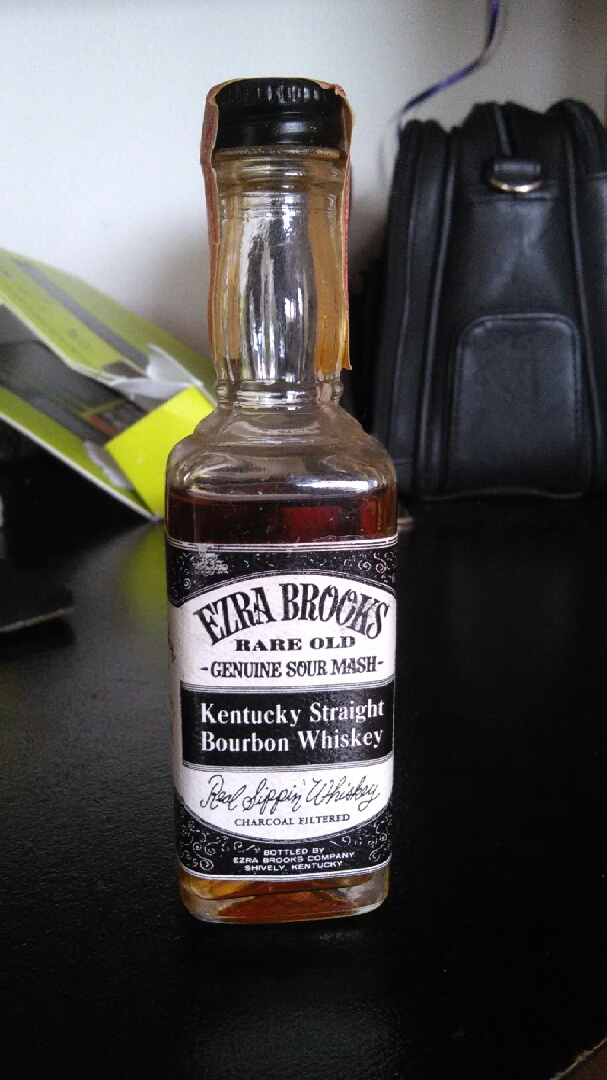 EZRA BROOKS
RARE OLD
-GENUINE SOUR MASH-
Kentucky Straight
Bourbon Whiskey
Real Sippin' Whiskey
CHARCOAL FILTERED
BOTTLED BY
EZRA BROOKS COMPANY
SHIVELY, KENTUCKY